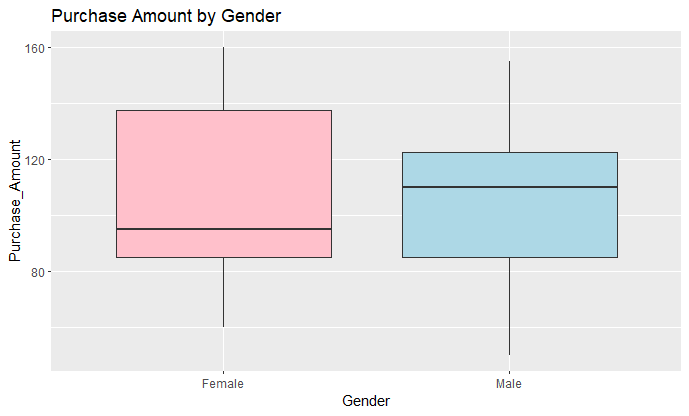 Purchase Amount by Gender
160
120
80
Purchase_Amount
Female
Male
Gender